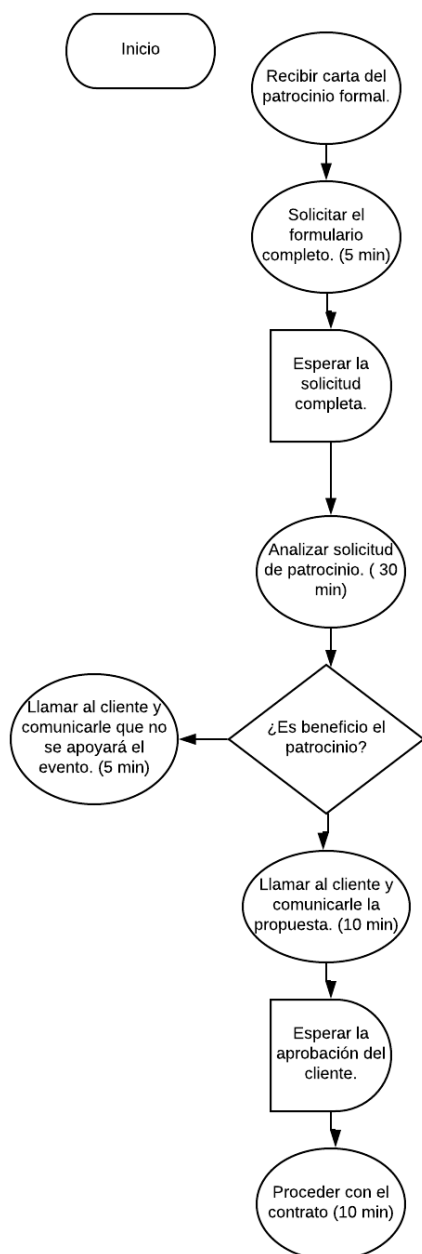 Inicio
Recibir carta del
patrocinio formal.
Solicitar el
formulario
completo. (5 min)
Esperar la
solicitud
completa.
Analizar solicitud
de patrocinio. ( 30
min)
¿Es beneficio el
patrocinio?
Llamar al cliente y
comunicarle que no
se apoyará el
evento. (5 min)
Llamar al cliente y
comunicarle la
propuesta. (10 min)
Esperar la
aprobación del
cliente.
Proceder con el
contrato (10 min)